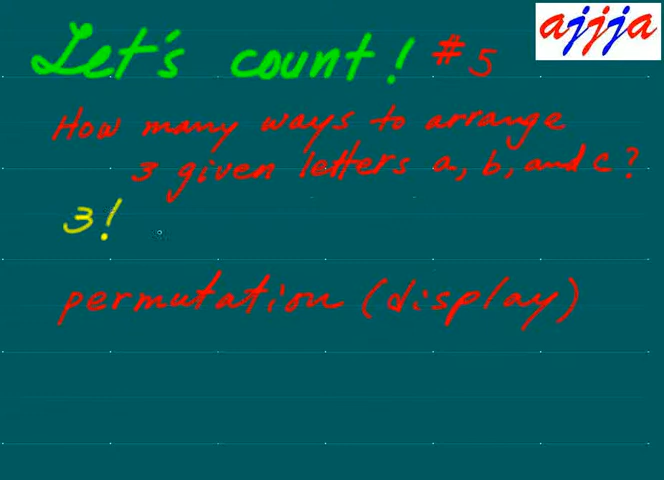 ajjja
Let's count! #5
How many ways to arrange
3 given letters a, b, and c?
3!
permutation (display)